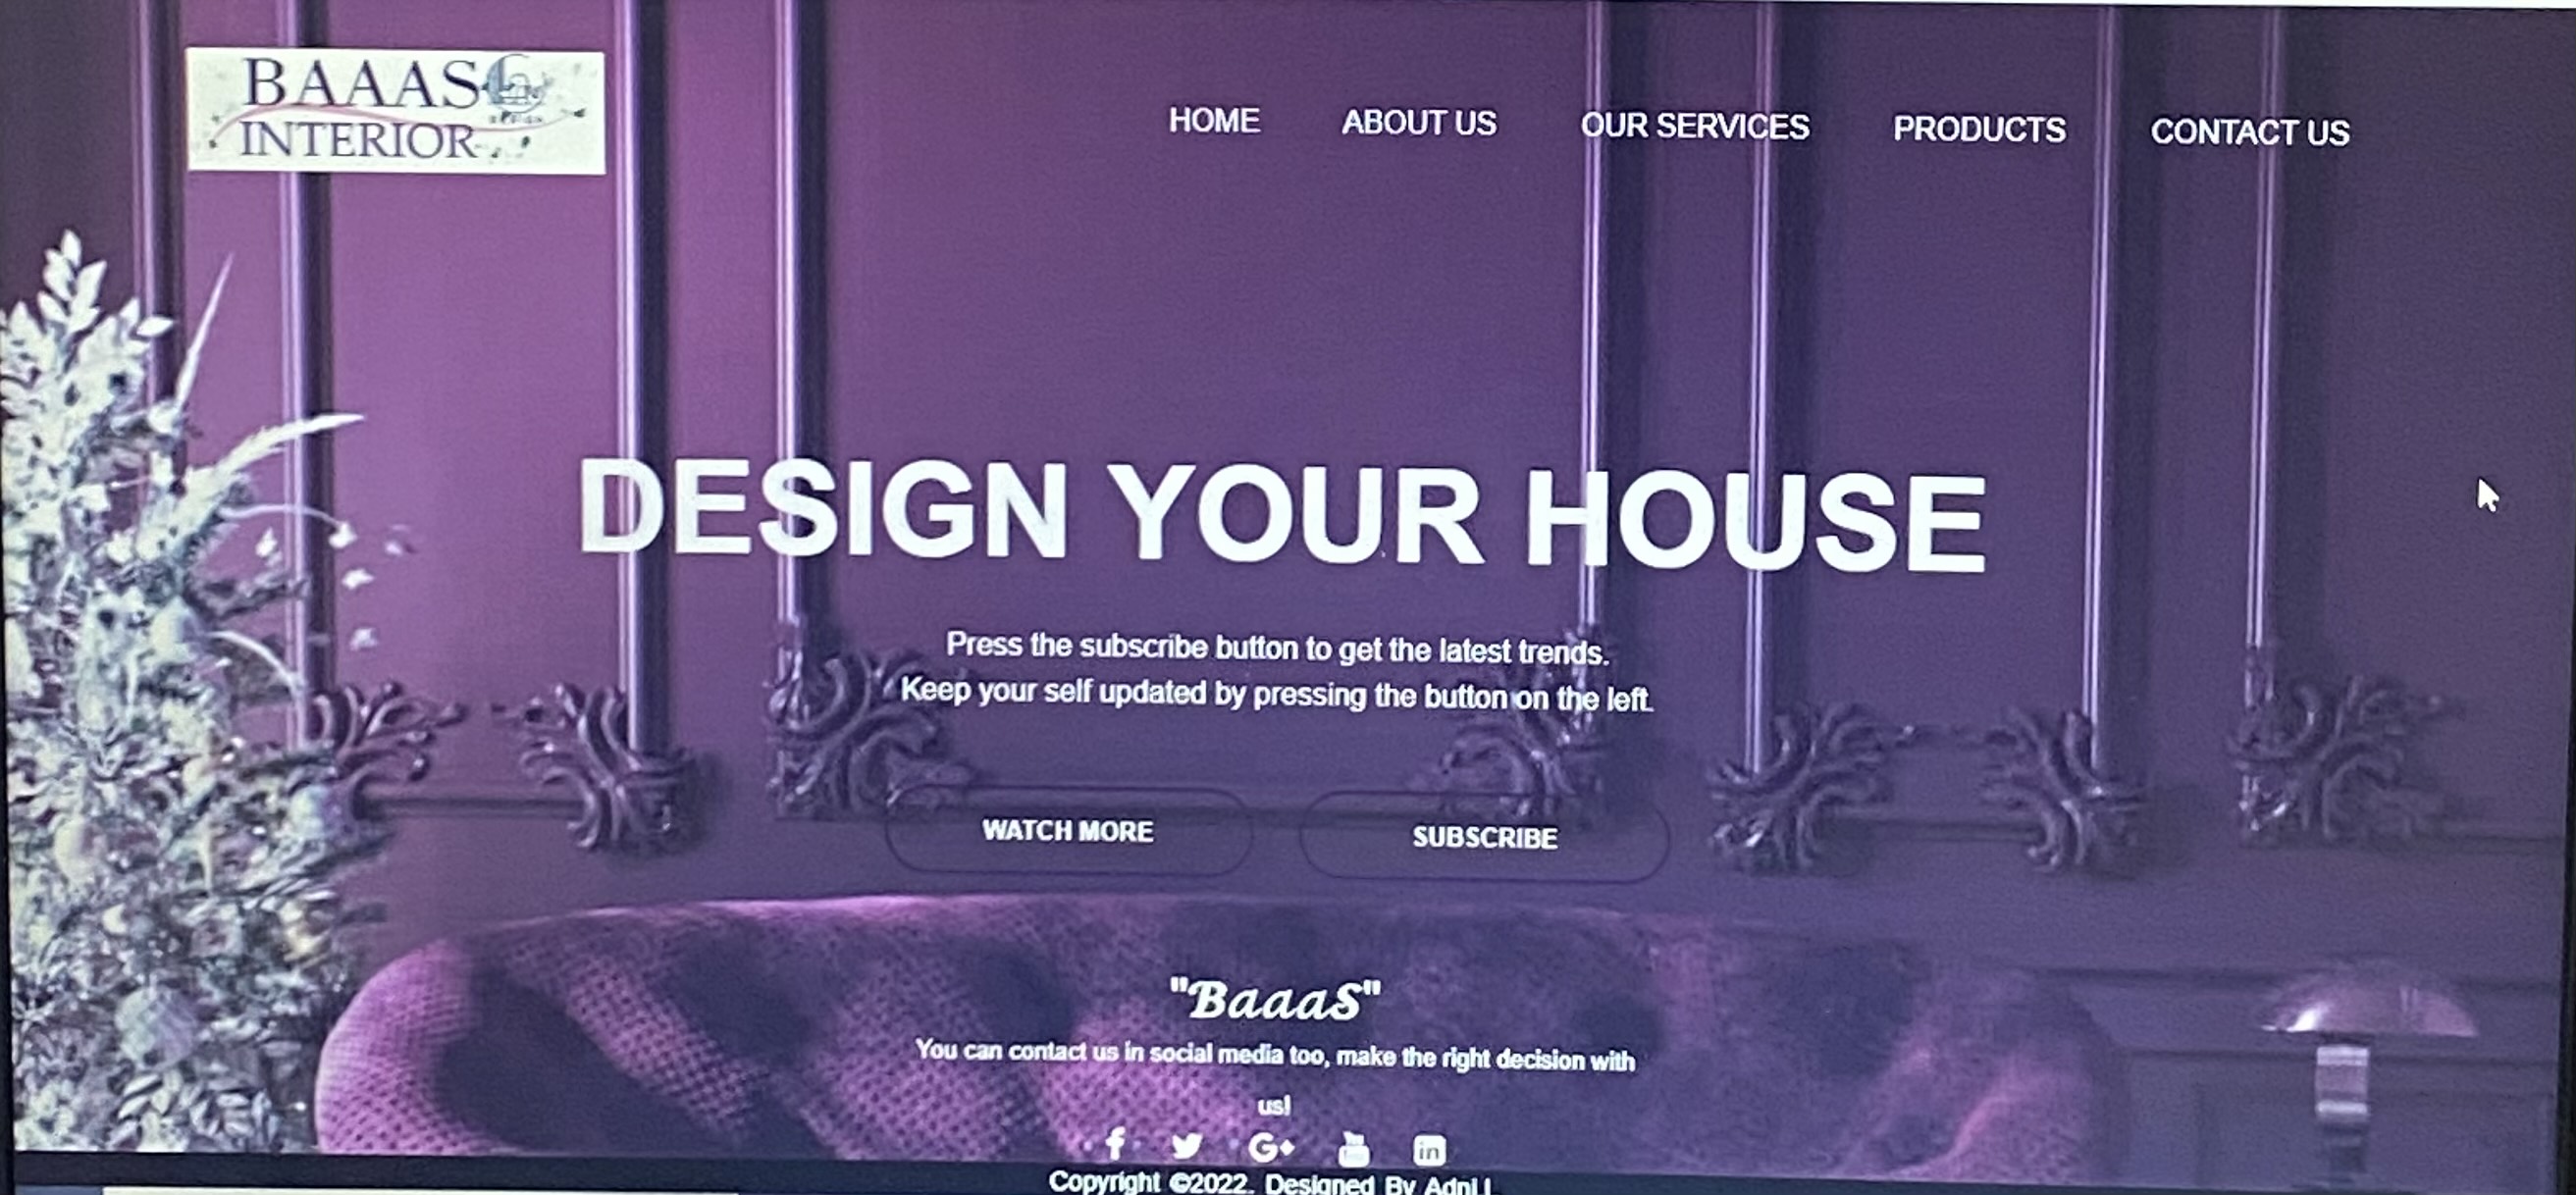 BAAAS
INTERIOR
HOME ABOUT US OUR SERVICES PRODUCTS CONTACT US
DESIGN YOUR HOUSE
Press the subscribe button to get the latest trends.
Keep your self updated by pressing the button on the left.
WATCH MORE SUBSCRIBE
"BaaaS"
You can contact us in social media too, make the right decision with
us!
Copyright ©2022. Designed By